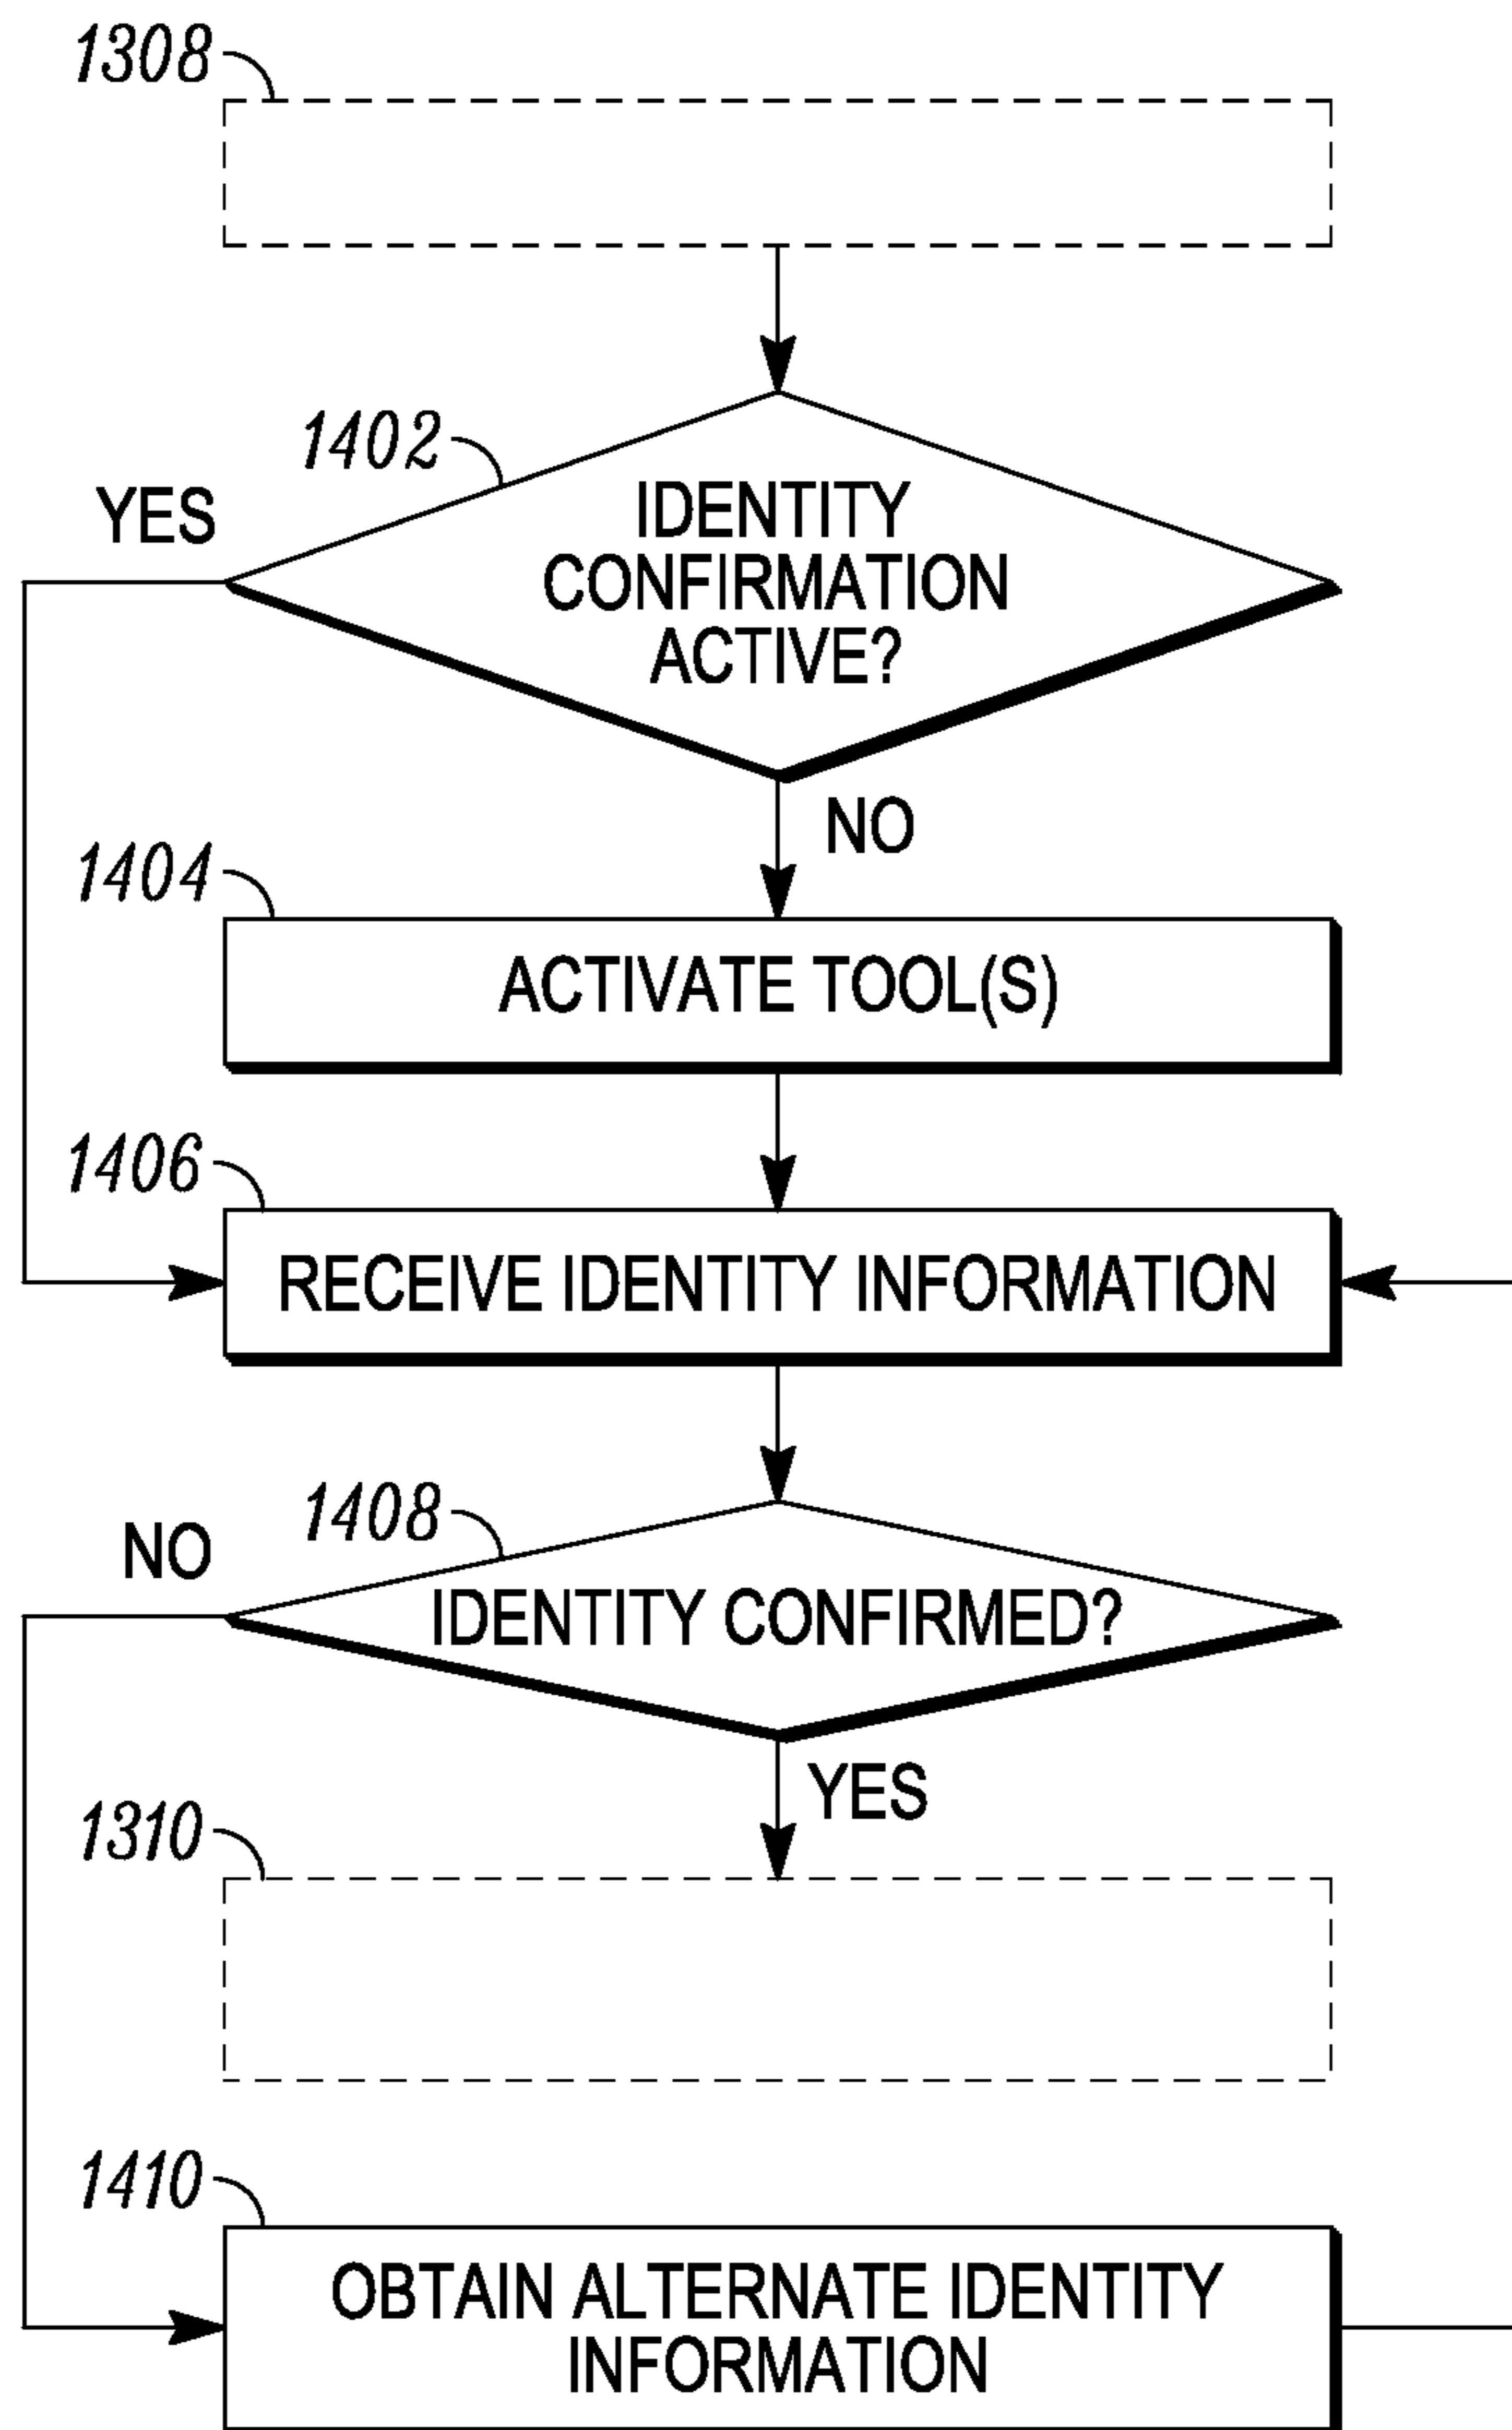 1308
1402
YES
IDENTITY
CONFIRMATION
ACTIVE?
NO
1404
ACTIVATE TOOL(S)
1406
RECEIVE IDENTITY INFORMATION
1408
NO
IDENTITY CONFIRMED?
YES
1310
1410
OBTAIN ALTERNATE IDENTITY
INFORMATION